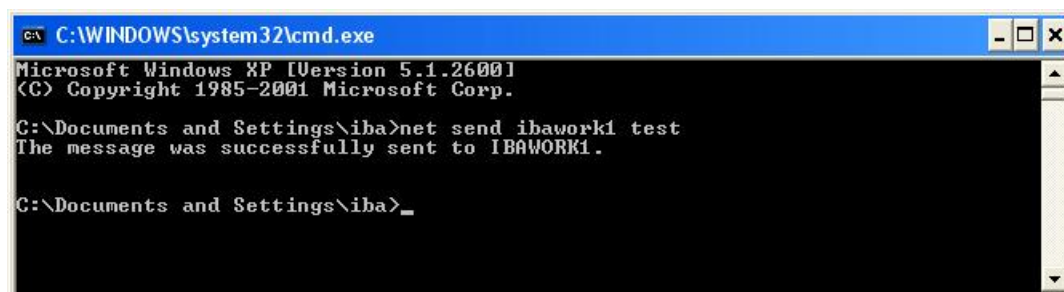 C:\WINDOWS\system32\cmd.exe
Microsoft Windows XP [Version 5.1.2600]
(C) Copyright 1985-2001 Microsoft Corp.
C:\Documents and Settings\iba>net send ibawork1 test
The message was successfully sent to IBAWORK1.
C:\Documents and Settings\iba>_